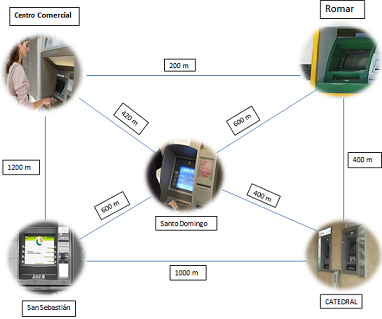 Centro Comercial
Romar
200 m
420 m
600 m
1200 m
400 m
600 m
400 m
Santo Domingo
1000 m
San Sebastián
CATEDRAL